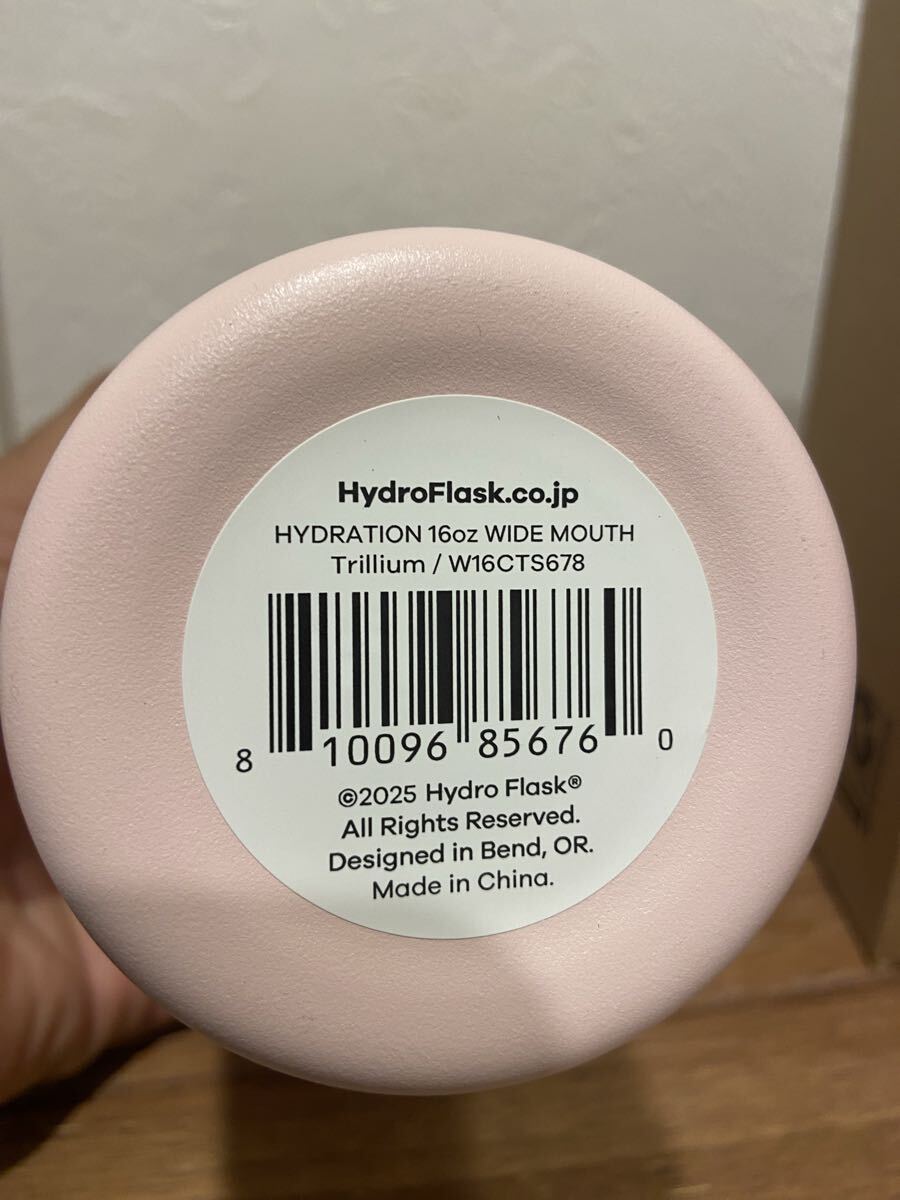 HydroFlask.co.jp
HYDRATION 16oz WIDE MOUTH
Trillium / W16CTS678
8 10096 85676 0
©2025 Hydro Flask®
All Rights Reserved.
Designed in Bend, OR.
Made in China.